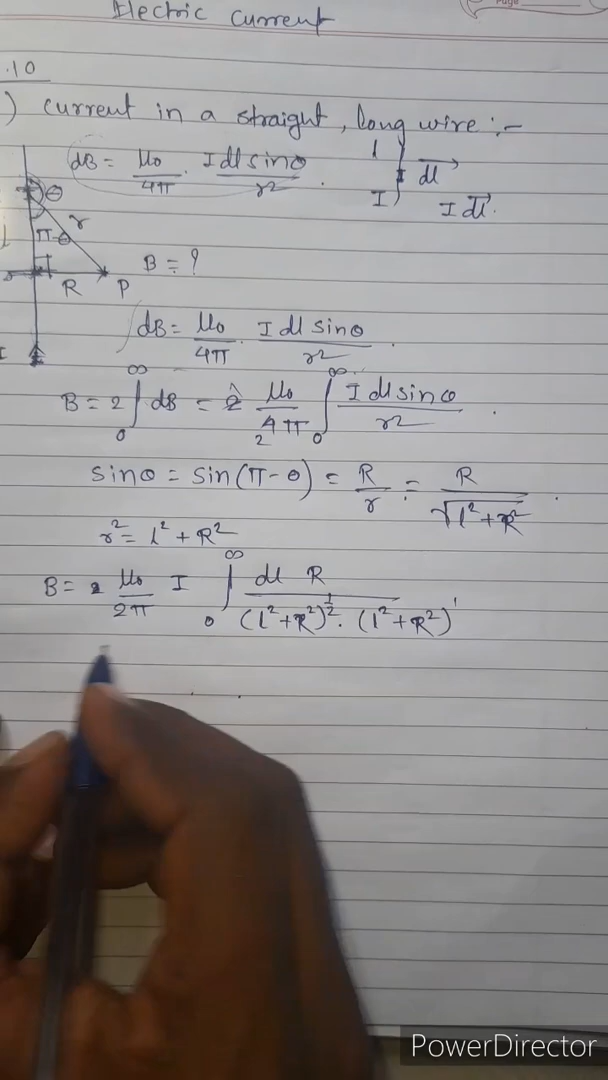 Electric Current
.10
) current in a straight, long wire :-
dB = μ₀/4π . I dl sinθ / r² .
I dl
I I dl.
θ
r
l π-θ
R P B = ?
I dB = μ₀/4π I dl sinθ / r² .
B = 2 ∫₀^∞ dB = 2 μ₀/4π ∫₀^∞ I dl sinθ / r² .
2
sinθ = sin(π-θ) = R/r = R/√(l²+R²) .
r² = l² + R²
B = μ₀/2π I ∫₀^∞ dl R / (l²+R²)^½ . (l²+R²)¹
PowerDirector